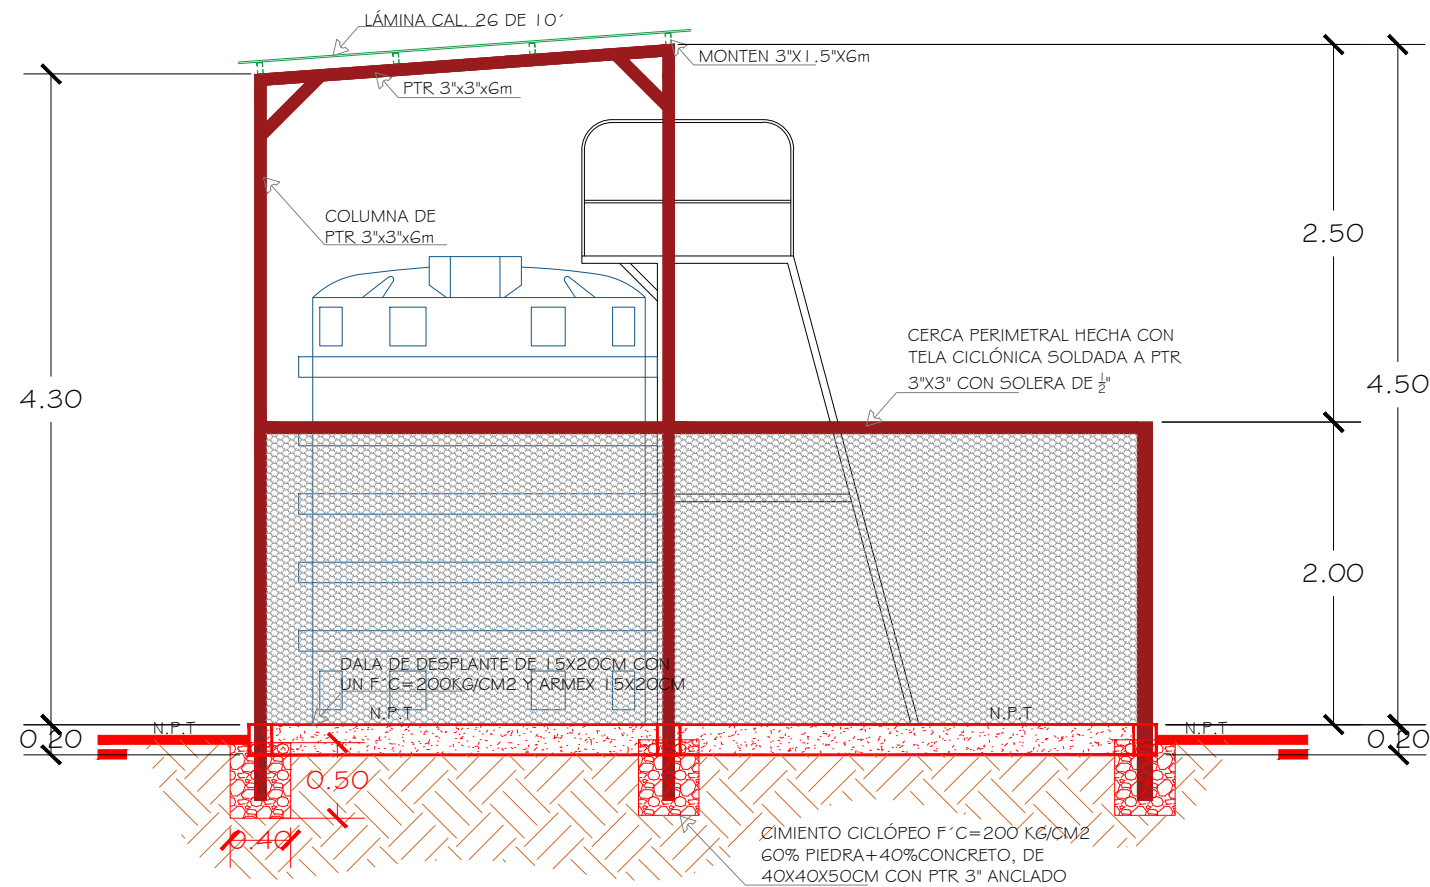 LÁMINA CAL. 26 DE 10´
MONTEN 3"X1.5"X6m
PTR 3"x3"x6m
COLUMNA DE
PTR 3"x3"x6m
2.50
CERCA PERIMETRAL HECHA CON
TELA CICLÓNICA SOLDADA A PTR
3"X3" CON SOLERA DE ½"
4.30
4.50
2.00
DALA DE DESPLANTE DE 15X20CM CON
UN F´C=200KG/CM2 Y ARMEX 15X20CM
N.P.T
N.P.T
N.P.T
N.P.T
0.20
0.20
0.50
0.40
CIMIENTO CICLÓPEO F´C=200 KG/CM2
60% PIEDRA+40%CONCRETO, DE
40X40X50CM CON PTR 3" ANCLADO